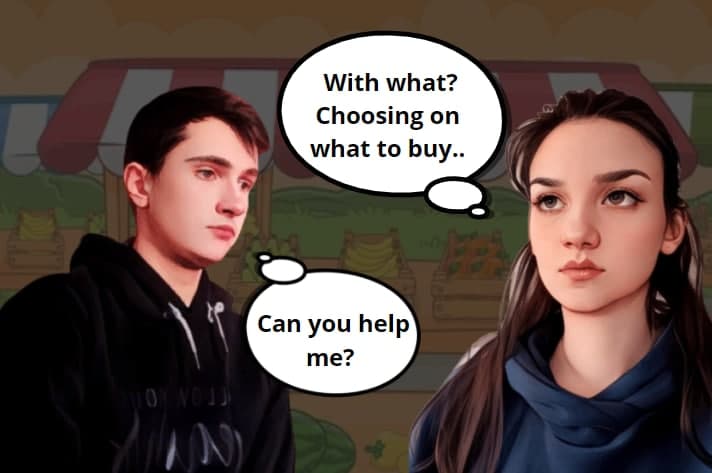 With what?
Choosing on
what to buy..
Can you help
me?